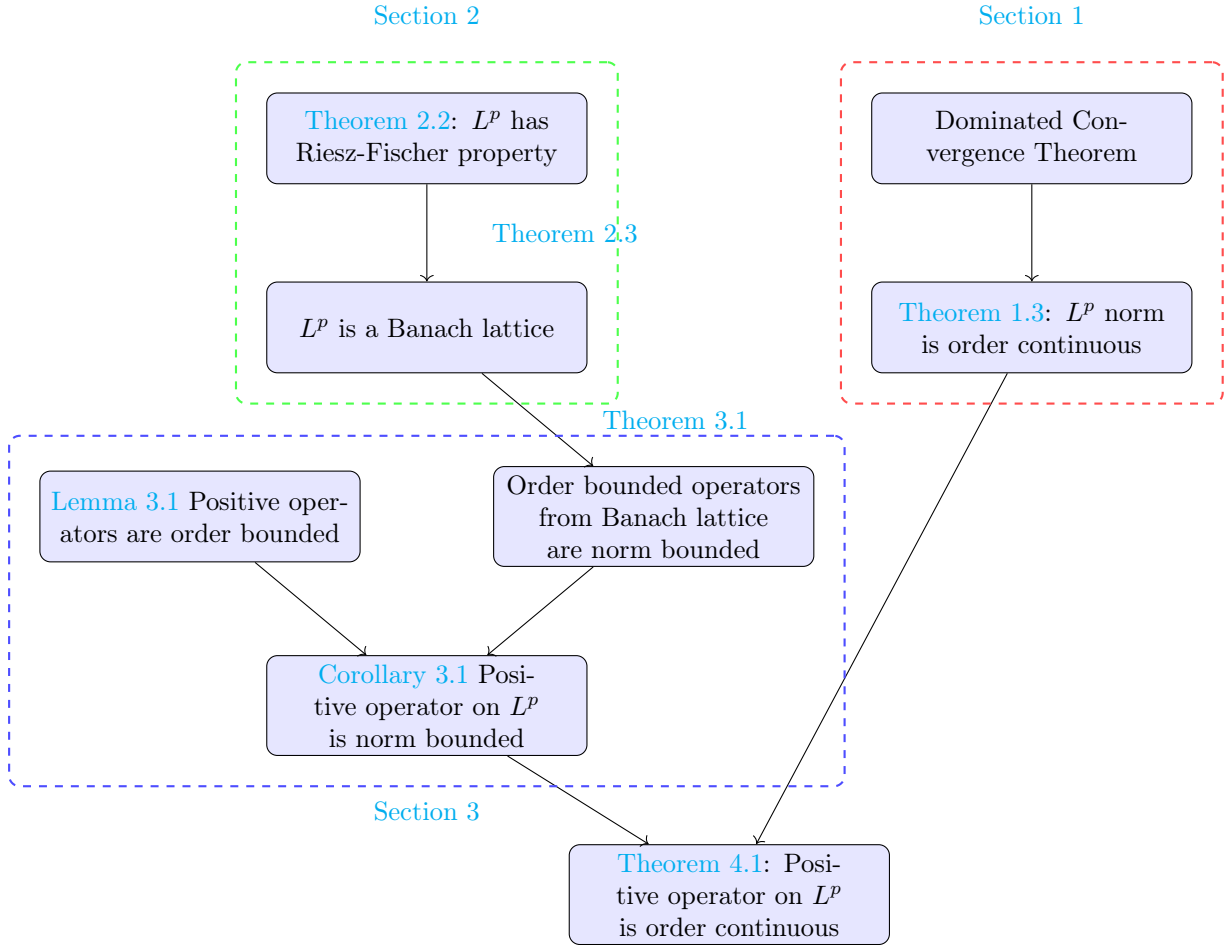 Section 2
Section 1
Theorem 2.2: L^p has
Riesz-Fischer property
Dominated Con-
vergence Theorem
Theorem 2.3
L^p is a Banach lattice
Theorem 1.3: L^p norm
is order continuous
Theorem 3.1
Lemma 3.1 Positive oper-
ators are order bounded
Order bounded operators
from Banach lattice
are norm bounded
Corollary 3.1 Posi-
tive operator on L^p
is norm bounded
Section 3
Theorem 4.1: Posi-
tive operator on L^p
is order continuous